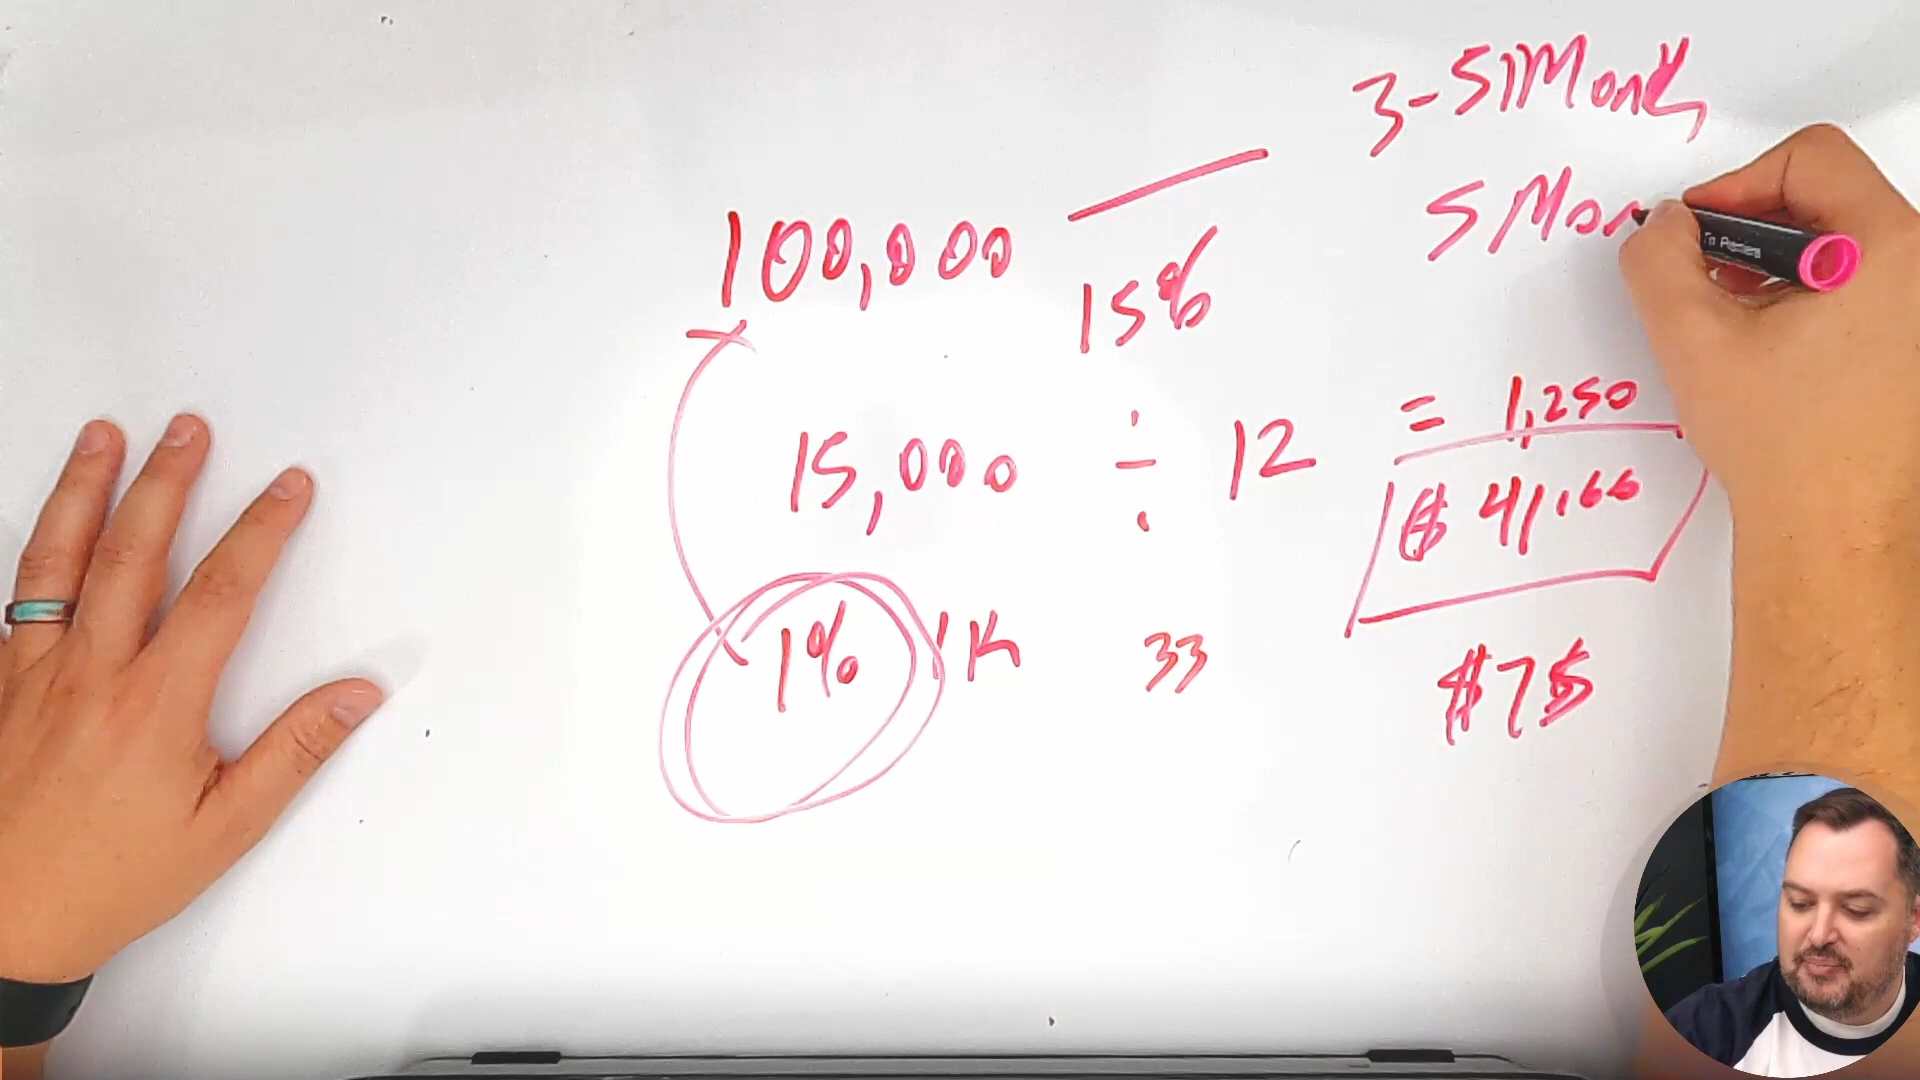 3-5 | Month
5 Mon
100,000
15%
15,000 ÷ 12 = 1,250
$ 41.66
1% 1K 33
$75